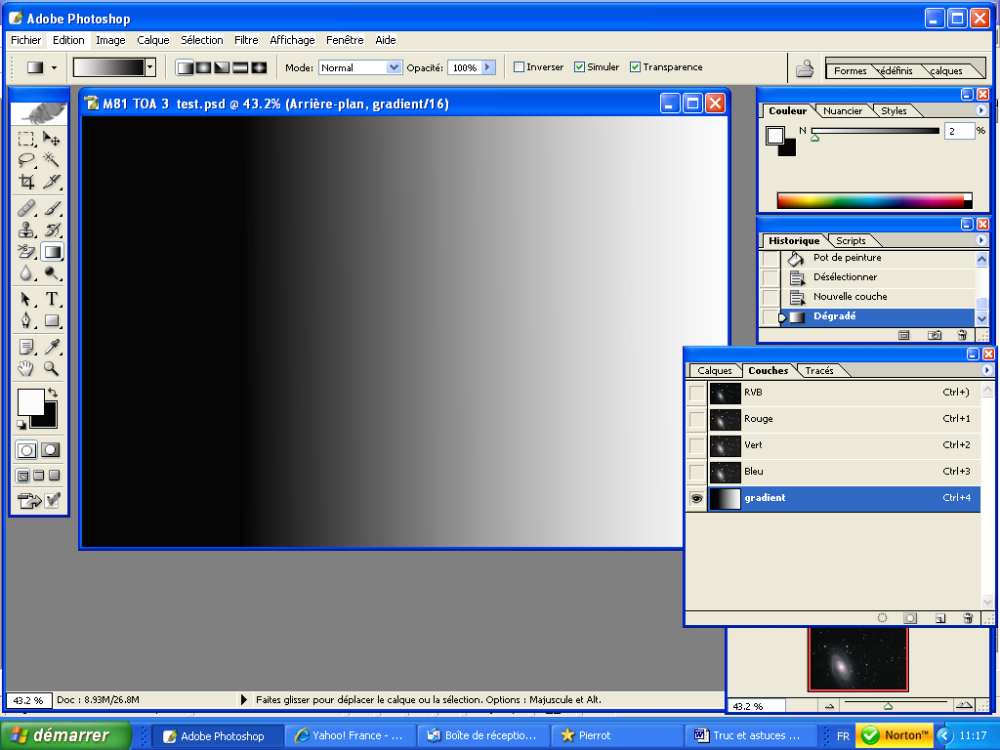 Adobe Photoshop
Fichier Edition Image Calque Sélection Filtre Affichage Fenêtre Aide
Mode: Normal Opacité: 100% Inverser Simuler Transparence
Formes rédéfinis calques
M81 TOA 3 test.psd @ 43.2% (Arrière-plan, gradient/16)
Couleur Nuancier Styles
N 2 %
Historique Scripts
Pot de peinture
Désélectionner
Nouvelle couche
Dégradé
T
Calques Couches Tracés
RVB Ctrl+)
Rouge Ctrl+1
Vert Ctrl+2
Bleu Ctrl+3
gradient Ctrl+4
43.2 % Doc : 8.93M/26.8M Faites glisser pour déplacer le calque ou la sélection. Options : Majuscule et Alt.
43.2 %
démarrer Adobe Photoshop Yahoo! France - ... Boîte de réceptio... Pierrot Truc et astuces ... FR Norton™ 11:17